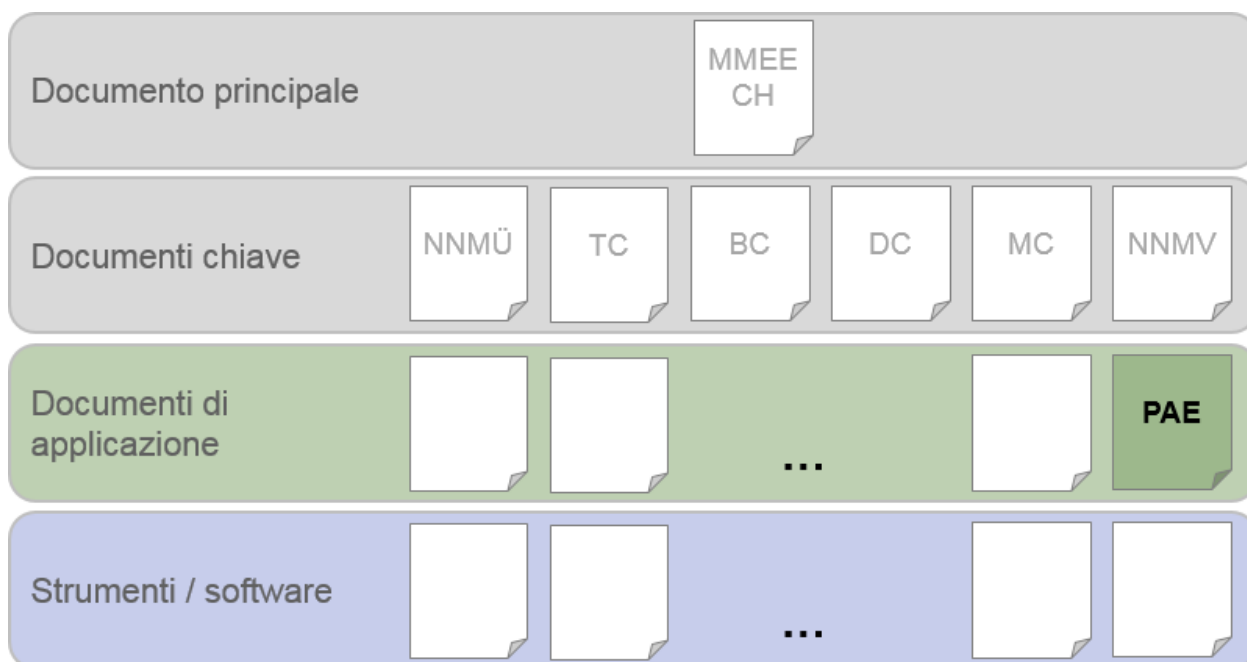 Documento principale
MMEE
CH
Documenti chiave
NNMÜ
TC
BC
DC
MC
NNMV
Documenti di
applicazione
...
PAE
Strumenti / software
...